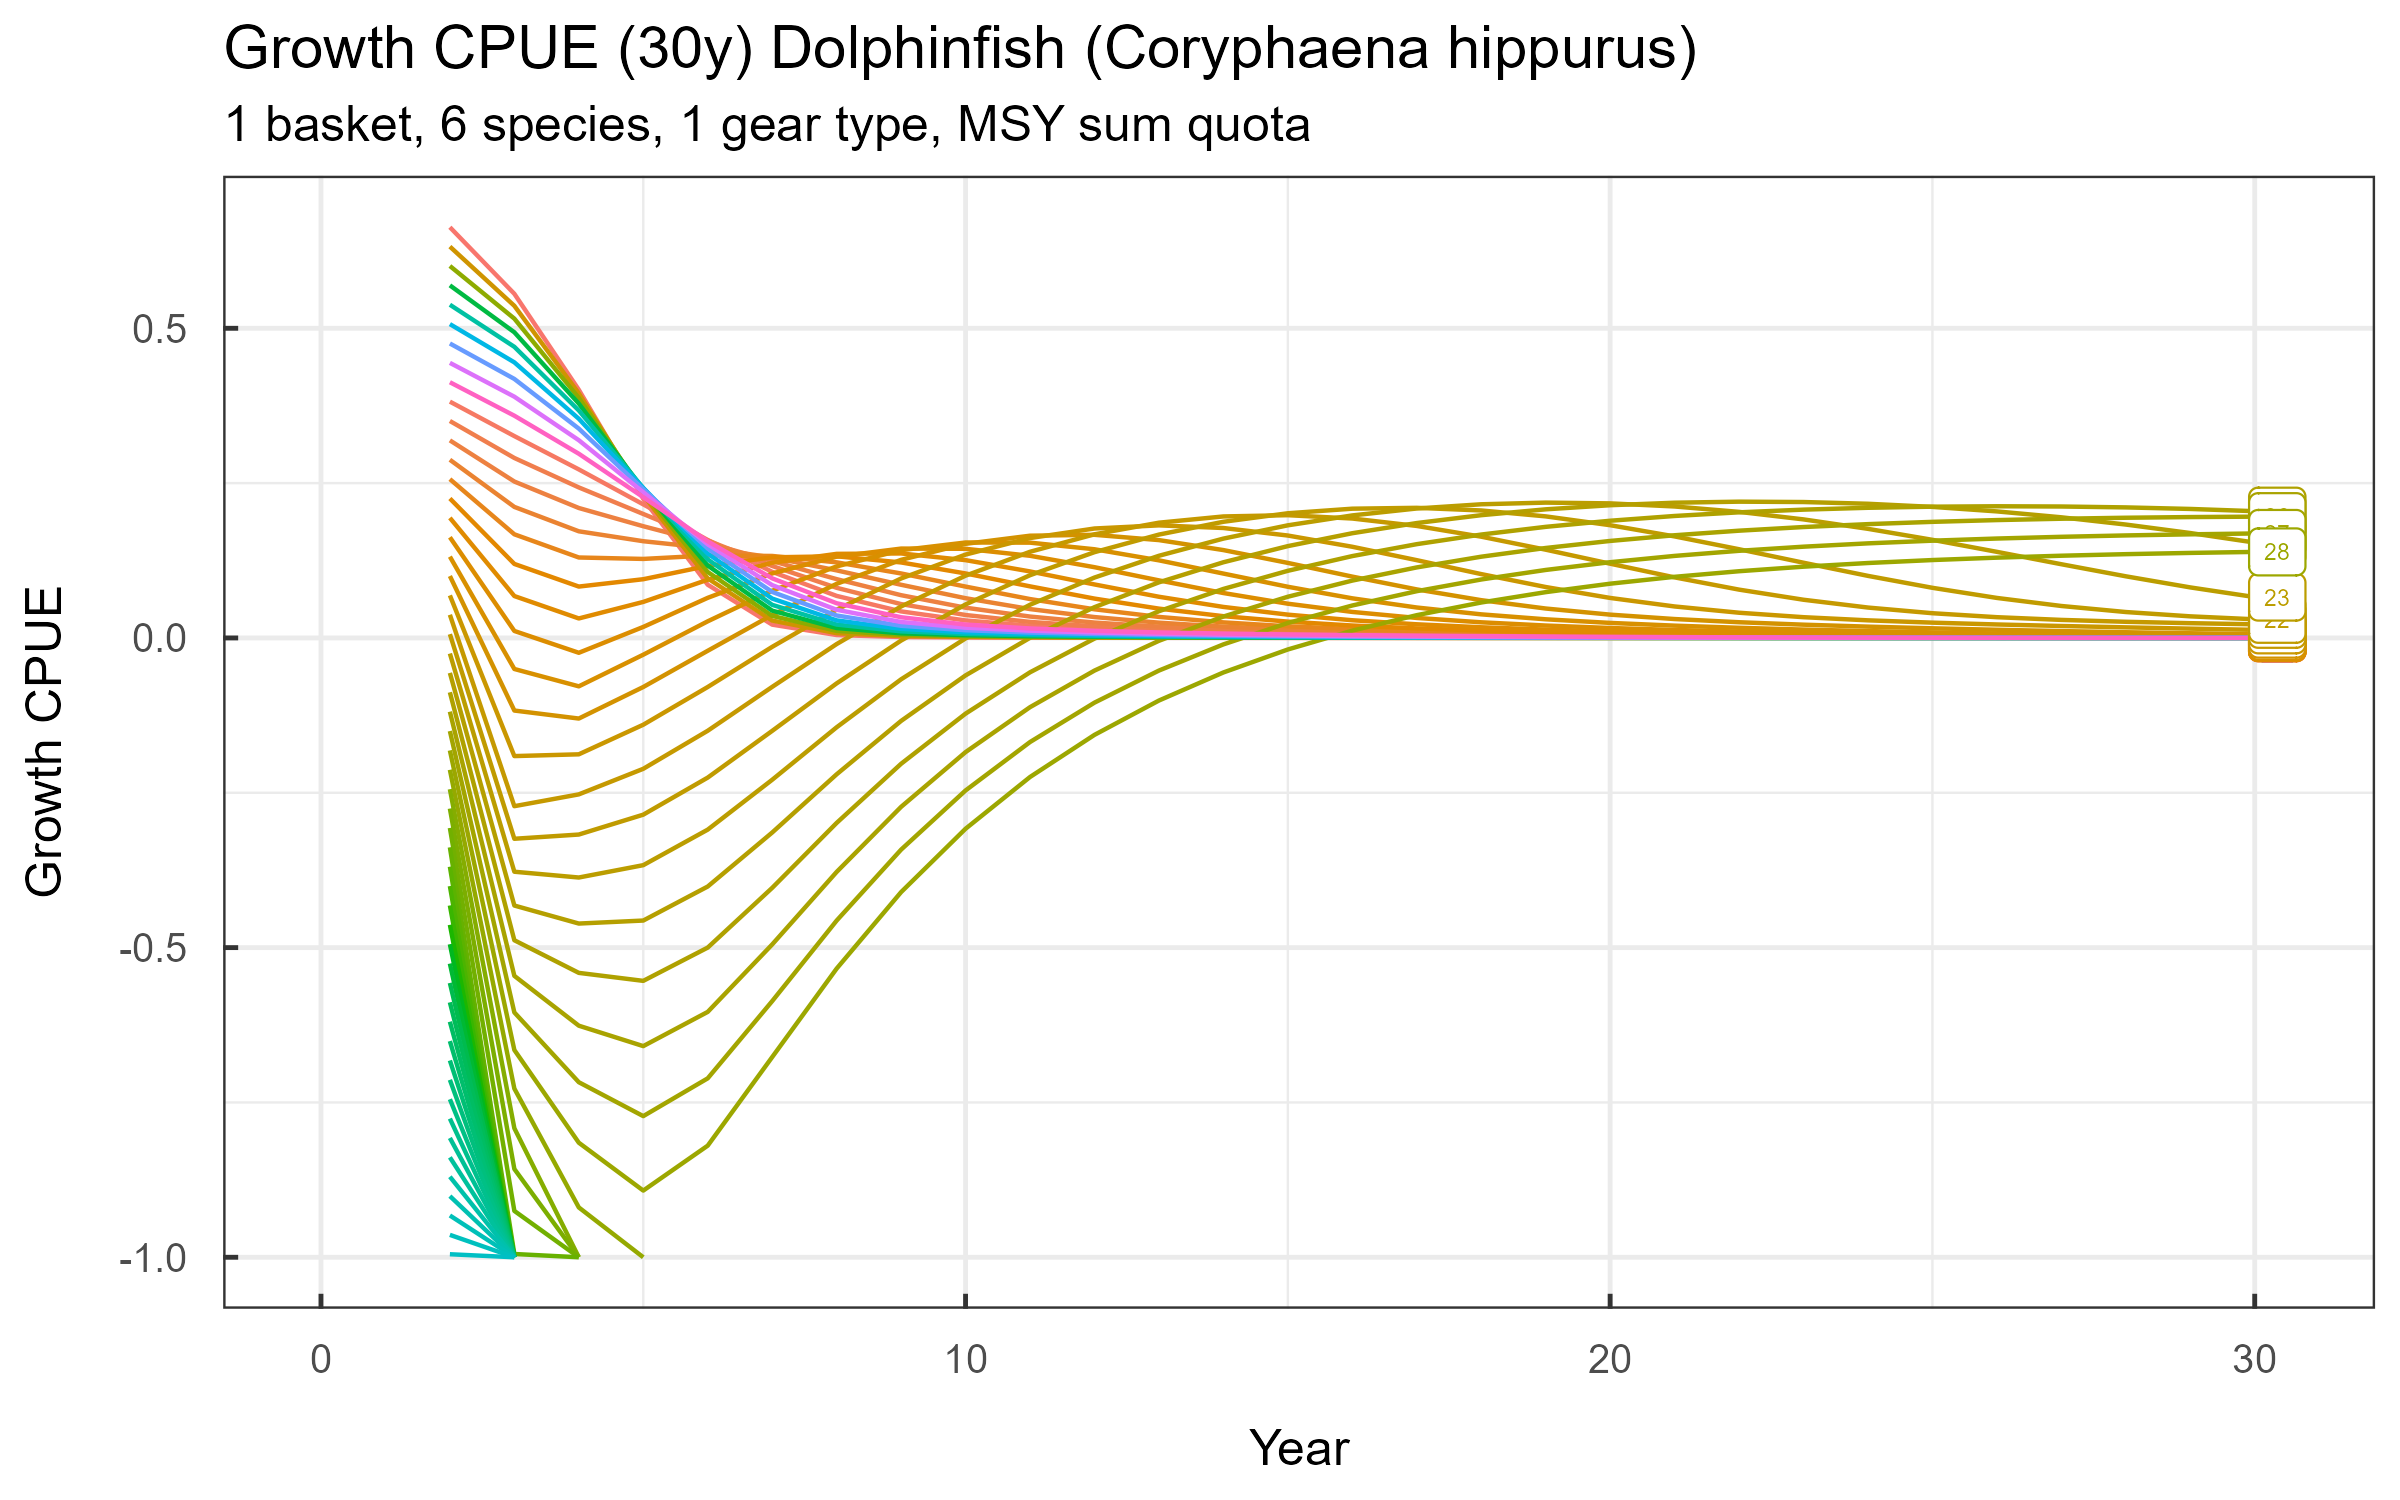 Growth CPUE (30y) Dolphinfish (Coryphaena hippurus)
1 basket, 6 species, 1 gear type, MSY sum quota
Growth CPUE
0.5
0.0
-0.5
-1.0
28
23
0
10
20
30
Year